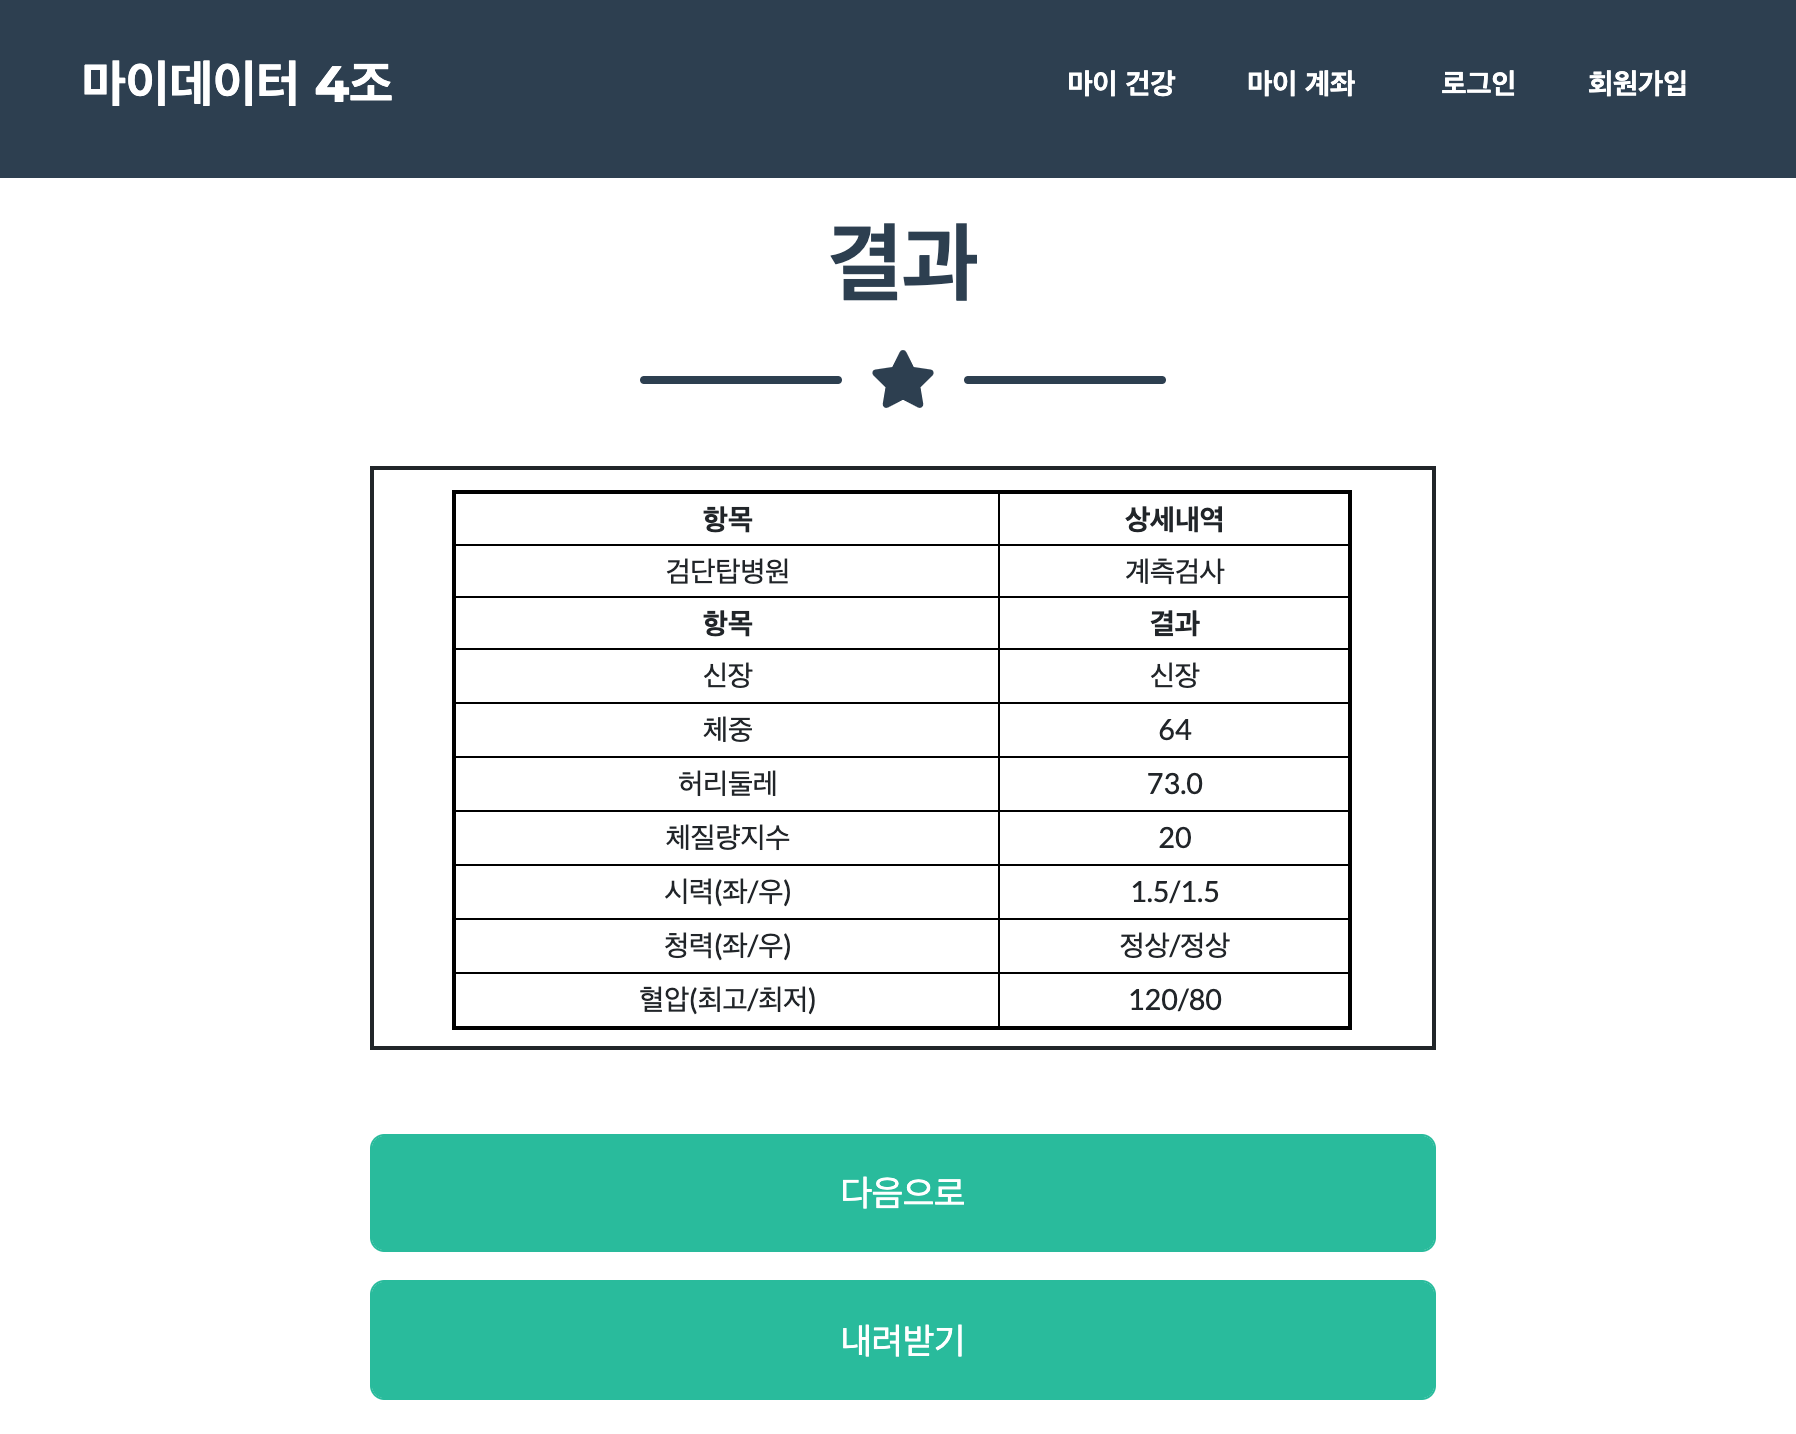 마이데이터 4조 마이 건강 마이 계좌 로그인 회원가입
결과
항목 상세내역
검단탑병원 계측검사
항목 결과
신장 신장
체중 64
허리둘레 73.0
체질량지수 20
시력(좌/우) 1.5/1.5
청력(좌/우) 정상/정상
혈압(최고/최저) 120/80
다음으로
내려받기